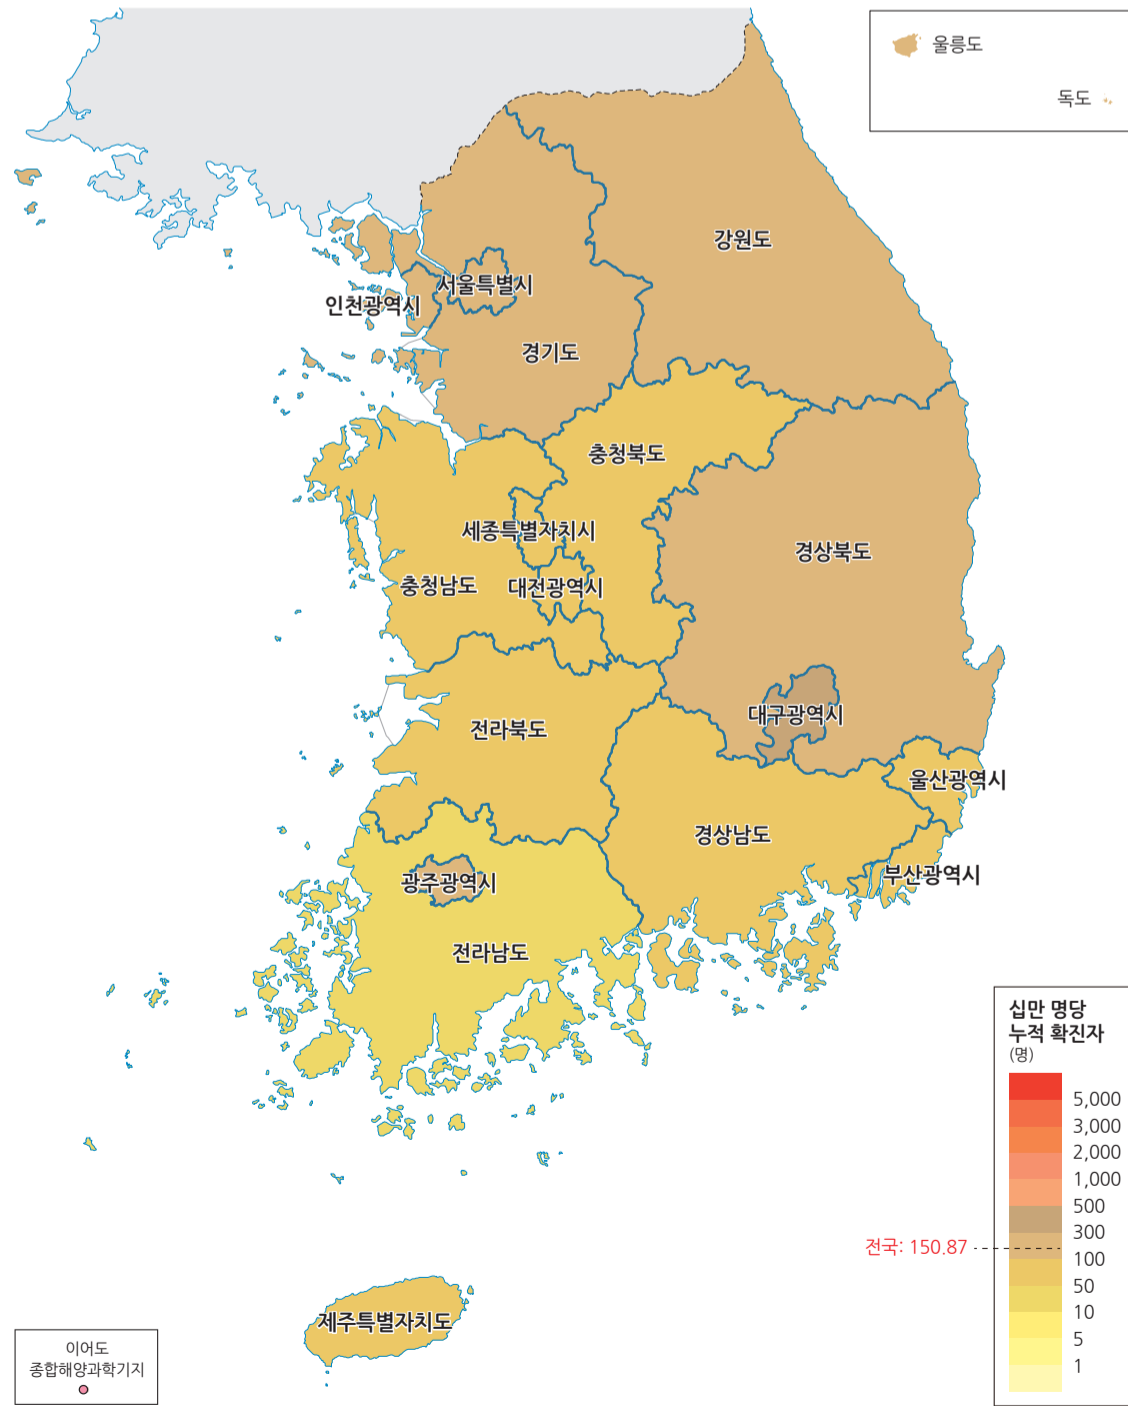 울릉도
독도
강원도
서울특별시
인천광역시
경기도
충청북도
세종특별자치시
경상북도
충청남도
대전광역시
대구광역시
전라북도
울산광역시
경상남도
부산광역시
광주광역시
전라남도
제주특별자치도
십만 명당
누적 확진자
(명)
5,000
3,000
2,000
1,000
500
300
전국: 150.87
100
50
10
5
1
이어도
종합해양과학기지